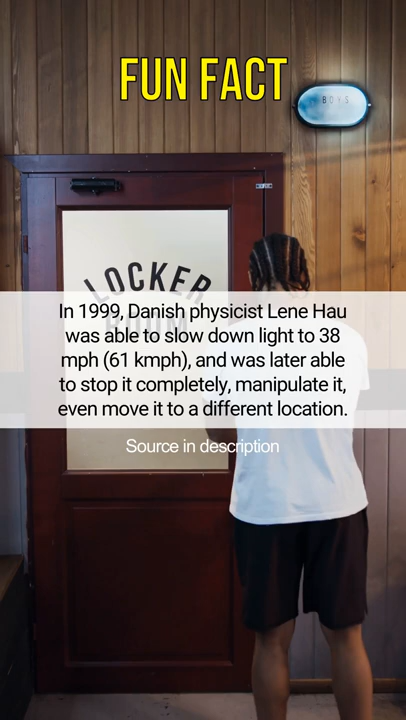 FUN FACT
BOYS
LOCKER
In 1999, Danish physicist Lene Hau
was able to slow down light to 38
mph (61 kmph), and was later able
to stop it completely, manipulate it,
even move it to a different location.
Source in description